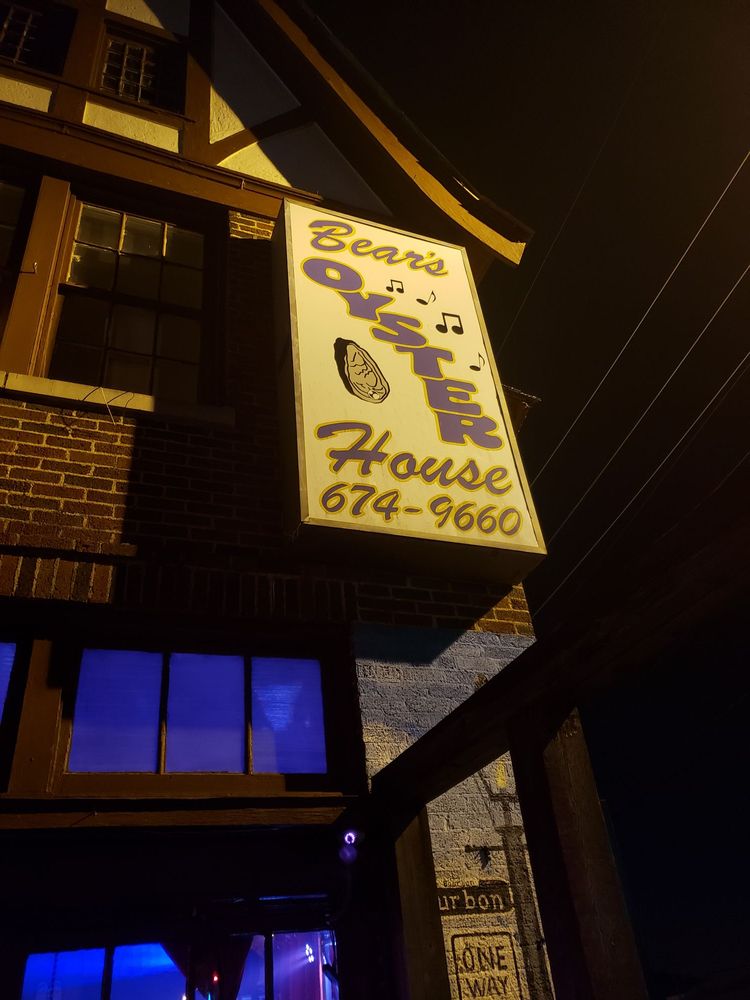 Bear's
OYSTER
House
674-9660
urbon
ONE
WAY